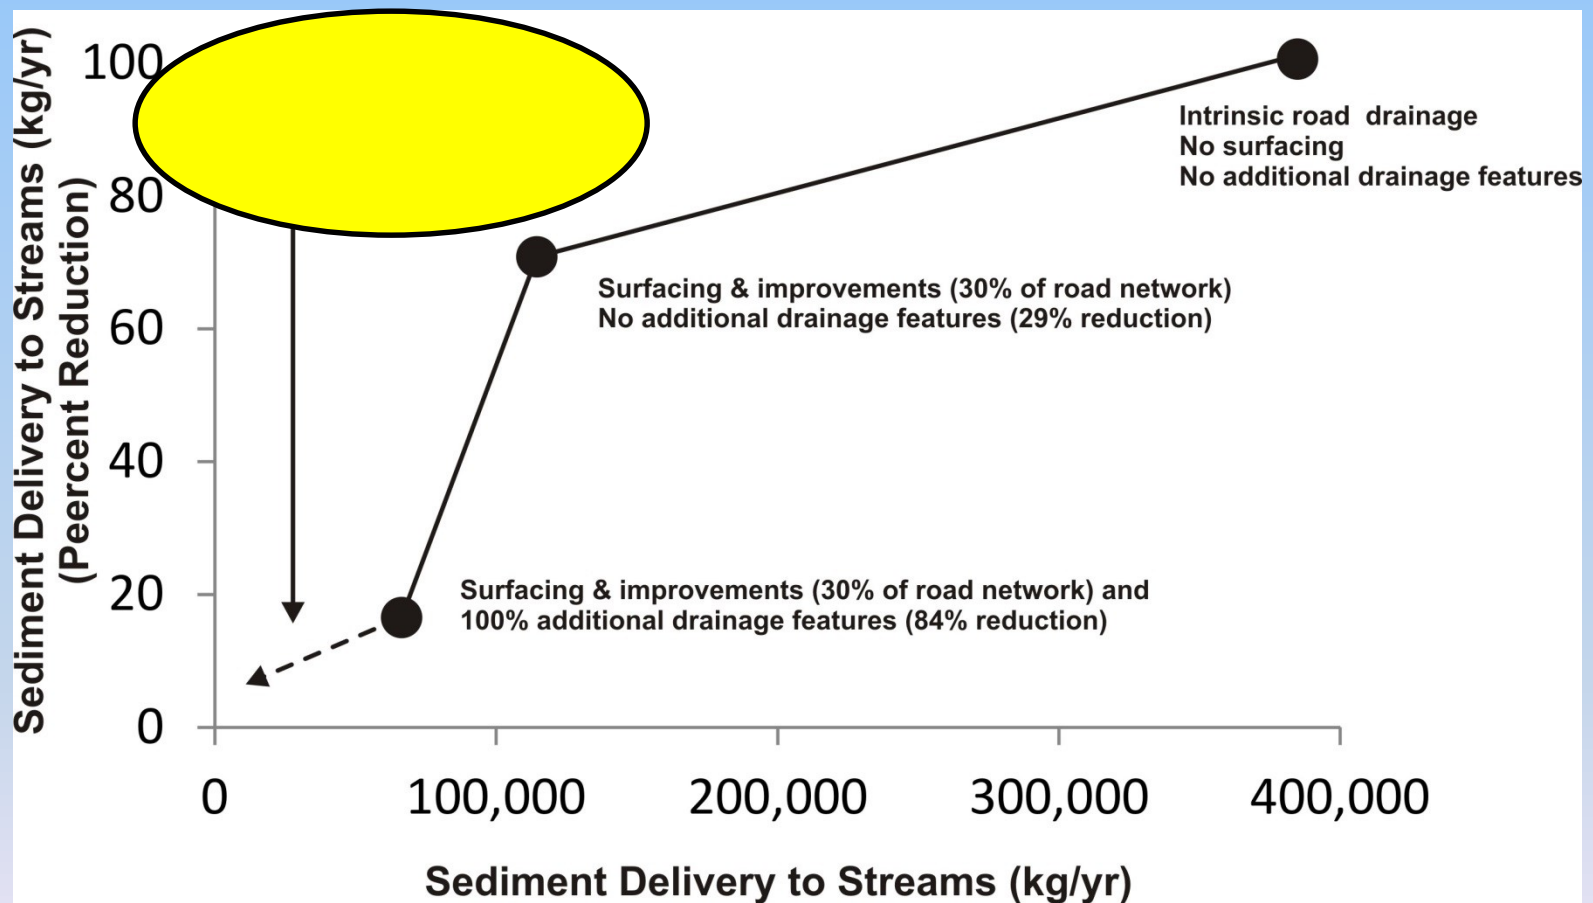 Sediment Delivery to Streams (kg/yr)
(Peercent Reduction)
100
80
60
40
20
0
Intrinsic road drainage
No surfacing
No additional drainage features
Surfacing & improvements (30% of road network)
No additional drainage features (29% reduction)
Surfacing & improvements (30% of road network) and
100% additional drainage features (84% reduction)
0 100,000 200,000 300,000 400,000
Sediment Delivery to Streams (kg/yr)